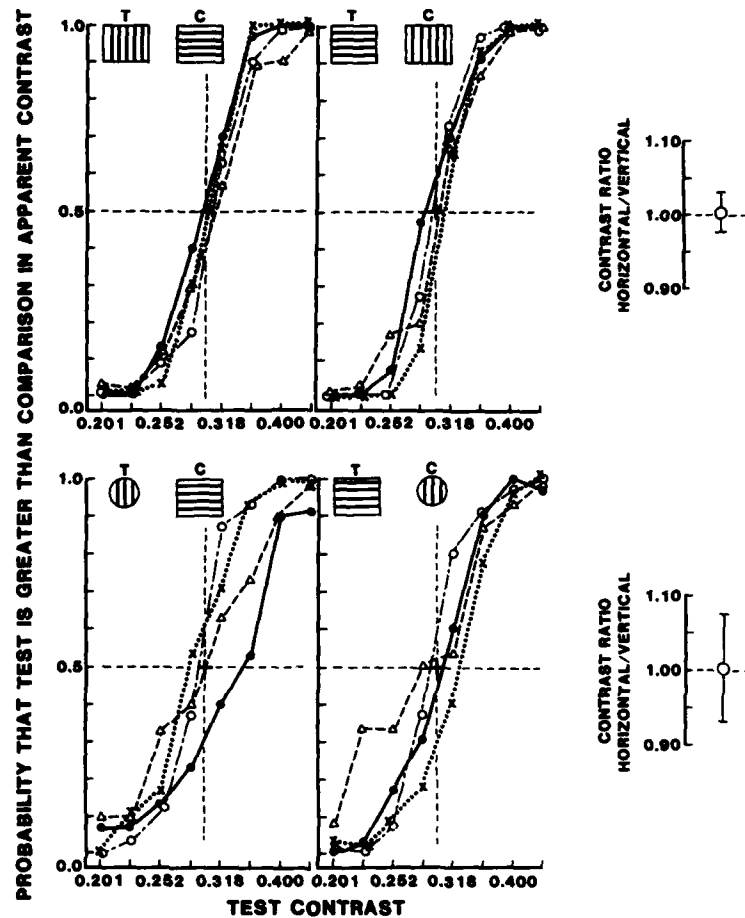 PROBABILITY THAT TEST IS GREATER THAN COMPARISON IN APPARENT CONTRAST
T C T C
1.0
0.5
0.0
0.201 0.252 0.318 0.400 0.201 0.252 0.318 0.400
CONTRAST RATIO
HORIZONTAL/VERTICAL
1.10
1.00
0.90
T C T C
1.0
0.5
0.0
0.201 0.252 0.318 0.400 0.201 0.252 0.318 0.400
CONTRAST RATIO
HORIZONTAL/VERTICAL
1.10
1.00
0.90
TEST CONTRAST